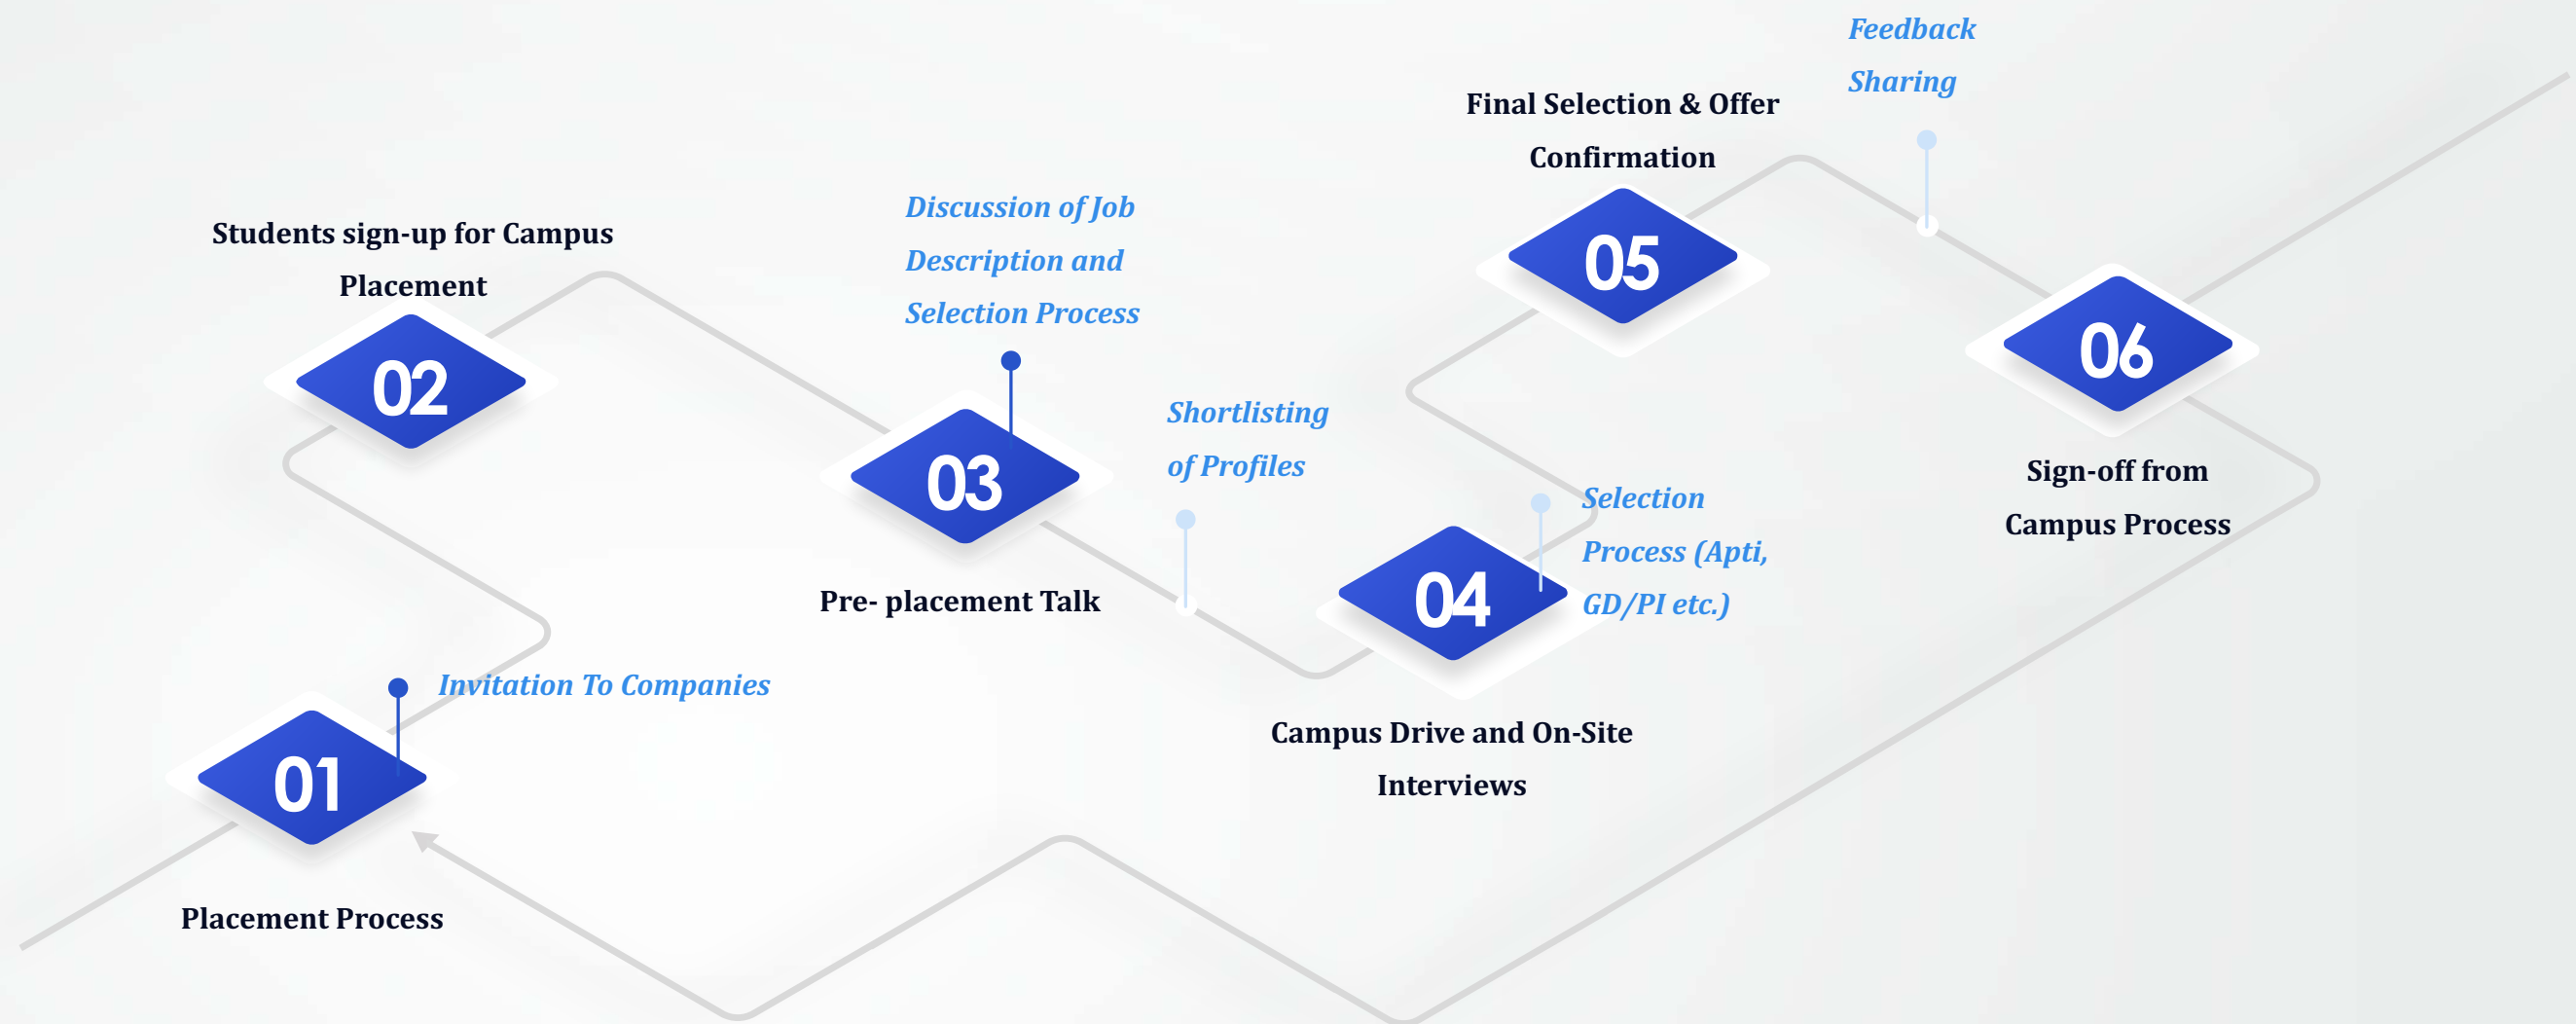 01
Placement Process
Invitation To Companies
Students sign-up for Campus
Placement
02
Discussion of Job
Description and
Selection Process
03
Pre- placement Talk
Shortlisting
of Profiles
04
Campus Drive and On-Site
Interviews
Selection
Process (Apti,
GD/PI etc.)
Final Selection & Offer
Confirmation
05
Feedback
Sharing
06
Sign-off from
Campus Process